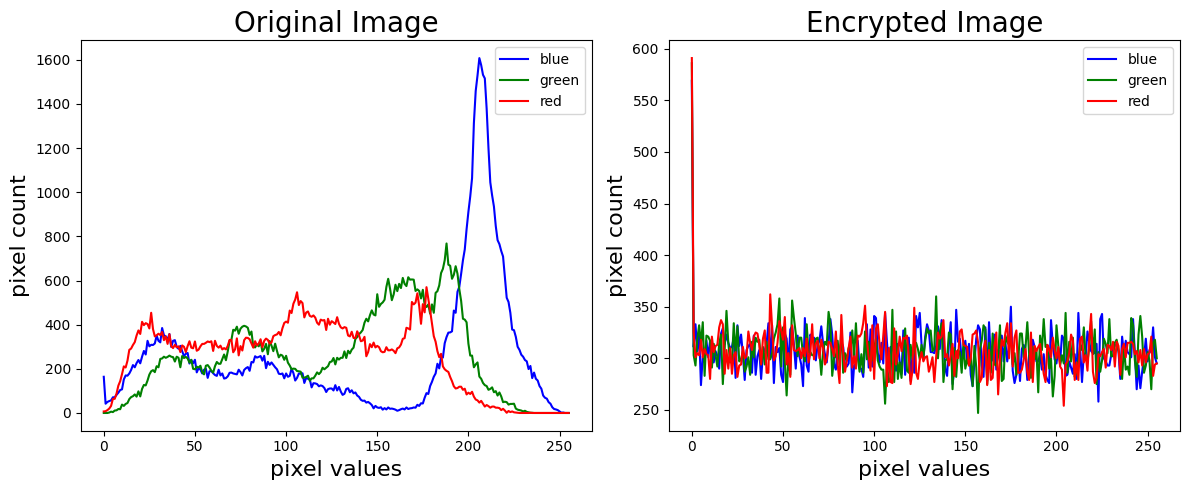 Original Image
pixel count
1600
1400
1200
1000
800
600
400
200
0
0 50 100 150 200 250
pixel values
blue
green
red
Encrypted Image
pixel count
600
550
500
450
400
350
300
250
0 50 100 150 200 250
pixel values
blue
green
red